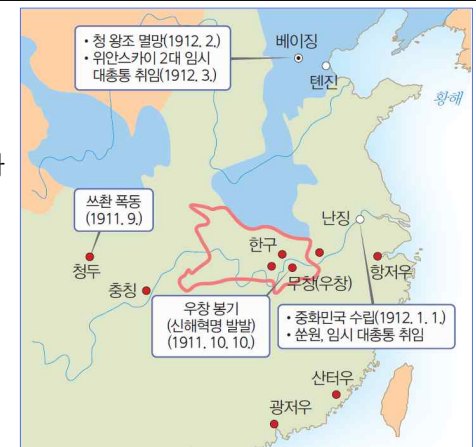 • 청 왕조 멸망(1912. 2.)
• 위안스카이 2대 임시
대총통 취임(1912. 3.)
베이징
톈진
황해
쓰촨 폭동
(1911. 9.)
난징
한구
청두
무창(우창)
항저우
충칭
우창 봉기
(신해혁명 발발)
(1911. 10. 10.)
• 중화민국 수립(1912. 1. 1.)
• 쑨원, 임시 대총통 취임
산터우
광저우